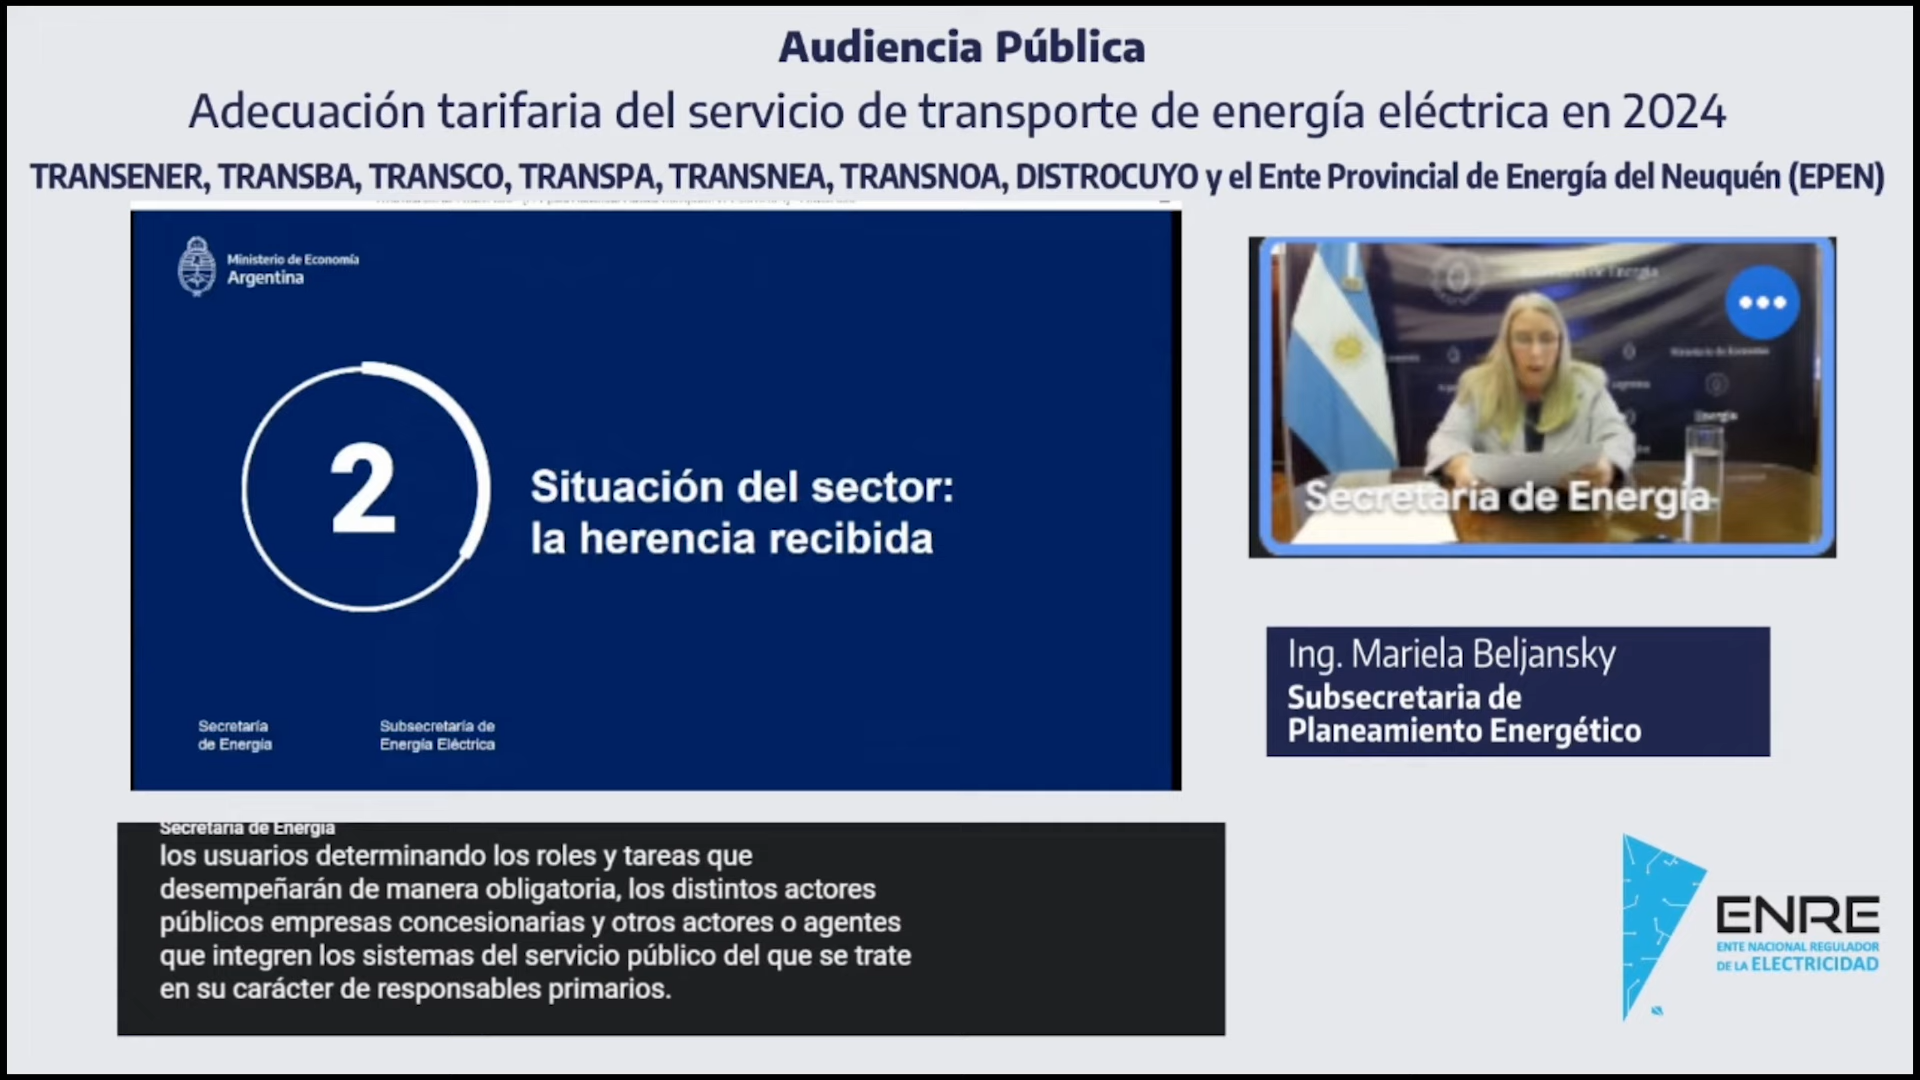 Audiencia Pública
Adecuación tarifaria del servicio de transporte de energía eléctrica en 2024
TRANSENER, TRANSBA, TRANSCO, TRANSPA, TRANSNEA, TRANSNOA, DISTROCUYO y el Ente Provincial de Energía del Neuquén (EPEN)
Ministerio de Economía
Argentina
2
Situación del sector:
la herencia recibida
Secretaría
de Energía
Subsecretaría de
Energía Eléctrica
Secretaria de Energía
Ing. Mariela Beljansky
Subsecretaria de
Planeamiento Energético
Secretaria de Energia
los usuarios determinando los roles y tareas que
desempeñarán de manera obligatoria, los distintos actores
públicos empresas concesionarias y otros actores o agentes
que integren los sistemas del servicio público del que se trate
en su carácter de responsables primarios.
ENRE
ENTE NACIONAL REGULADOR
DE LA ELECTRICIDAD